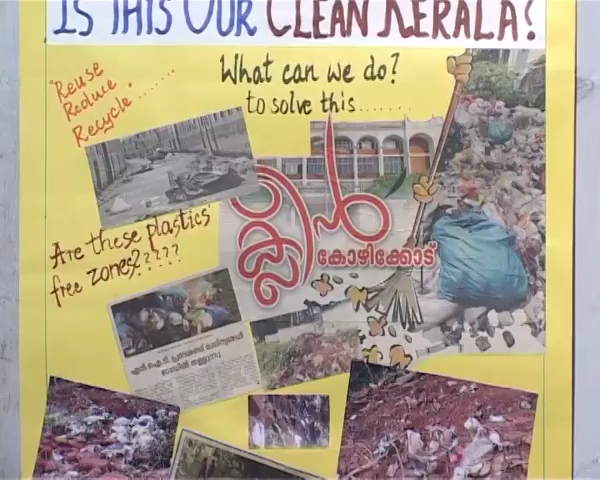 IS THIS OUR CLEAN KERALA?
Reuse
Reduce
Recycle.......
What can we do?
to solve this.......
ക്ലീൻ
കോഴിക്കോട്
Are these plastics
free zones?????
തള്ളുന്നു